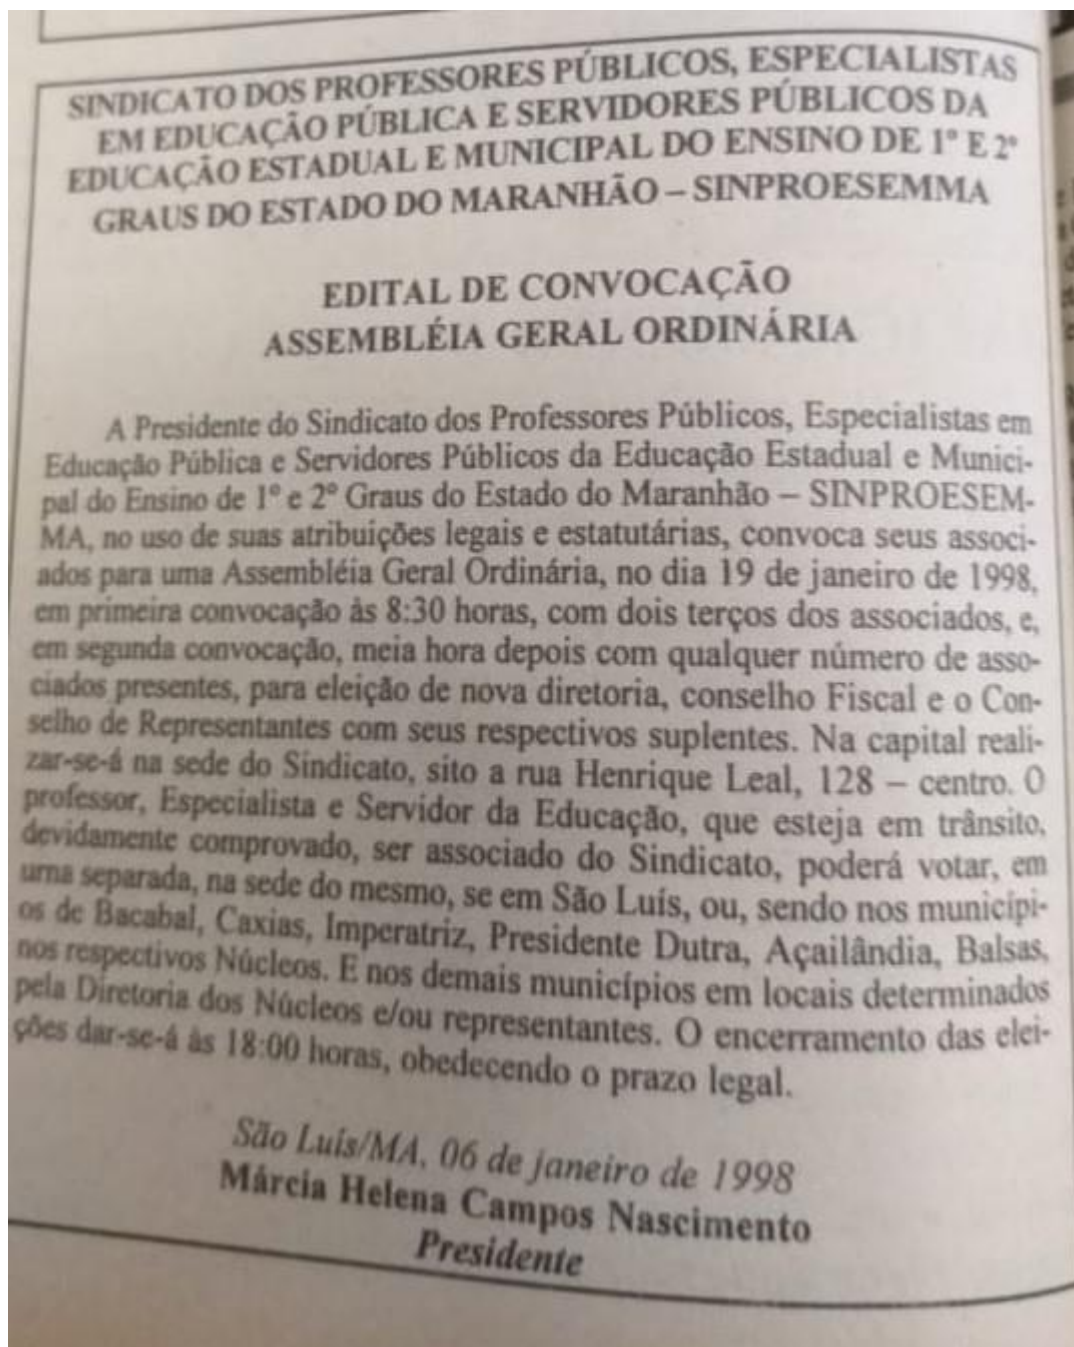 SINDICATO DOS PROFESSORES PÚBLICOS, ESPECIALISTAS
EM EDUCAÇÃO PÚBLICA E SERVIDORES PÚBLICOS DA
EDUCAÇÃO ESTADUAL E MUNICIPAL DO ENSINO DE 1º E 2º
GRAUS DO ESTADO DO MARANHÃO – SINPROESEMMA
EDITAL DE CONVOCAÇÃO
ASSEMBLÉIA GERAL ORDINÁRIA
A Presidente do Sindicato dos Professores Públicos, Especialistas em
Educação Pública e Servidores Públicos da Educação Estadual e Munici-
pal do Ensino de 1º e 2º Graus do Estado do Maranhão – SINPROESEM-
MA, no uso de suas atribuições legais e estatutárias, convoca seus associ-
ados para uma Assembléia Geral Ordinária, no dia 19 de janeiro de 1998,
em primeira convocação às 8:30 horas, com dois terços dos associados, e,
em segunda convocação, meia hora depois com qualquer número de asso-
ciados presentes, para eleição de nova diretoria, conselho Fiscal e o Con-
selho de Representantes com seus respectivos suplentes. Na capital reali-
zar-se-á na sede do Sindicato, sito a rua Henrique Leal, 128 – centro. O
professor, Especialista e Servidor da Educação, que esteja em trânsito,
devidamente comprovado, ser associado do Sindicato, poderá votar, em
urna separada, na sede do mesmo, se em São Luís, ou, sendo nos municípi-
os de Bacabal, Caxias, Imperatriz, Presidente Dutra, Açailândia, Balsas,
nos respectivos Núcleos. E nos demais municípios em locais determinados
pela Diretoria dos Núcleos e/ou representantes. O encerramento das elei-
ções dar-se-á às 18:00 horas, obedecendo o prazo legal.
São Luís/MA, 06 de janeiro de 1998
Márcia Helena Campos Nascimento
Presidente